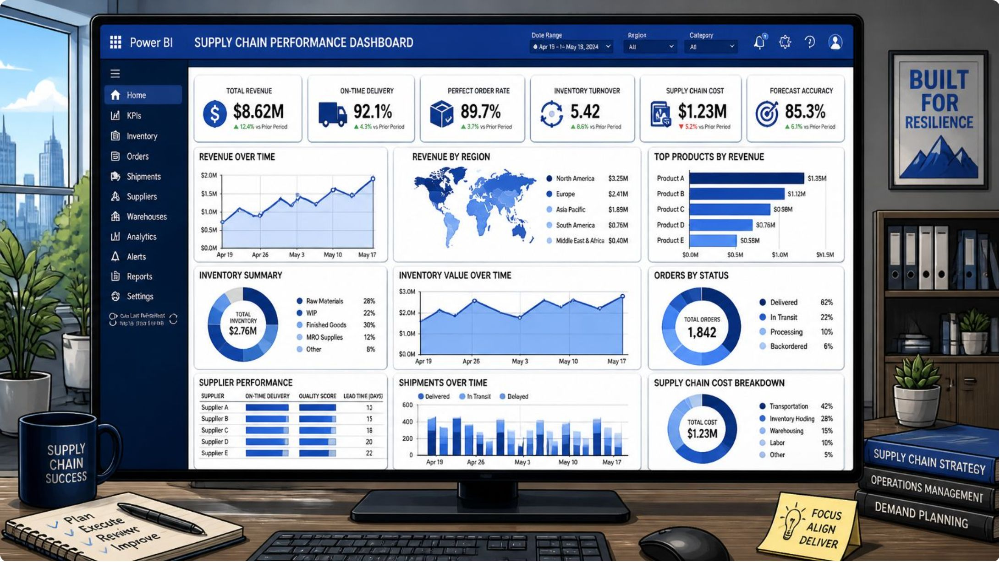 Power BI
SUPPLY CHAIN PERFORMANCE DASHBOARD
Dote Range
Apr 19 - May 18, 2024
Region
All
Category
All
Home
KPIs
Inventory
Orders
Shipments
Suppliers
Warehouses
Analytics
Alerts
Reports
Settings
TOTAL REVENUE
$8.62M
▲ 12.4% vs Prior Period
ON-TIME DELIVERY
92.1%
▲ 4.3% vs Prior Period
PERFECT ORDER RATE
89.7%
▲ 3.7% vs Prior Period
INVENTORY TURNOVER
5.42
▲ 8.6% vs Prior Period
SUPPLY CHAIN COST
$1.23M
▼ 5.2% vs Prior Period
FORECAST ACCURACY
85.3%
▲ 6.1% vs Prior Period
REVENUE OVER TIME
$2.0M
$1.5M
$1.0M
$0.5M
$0.0M
Apr 19 Apr 26 May 3 May 10 May 17
REVENUE BY REGION
North America $3.25M
Europe $2.41M
Asia Pacific $1.89M
South America $0.76M
Middle East & Africa $0.40M
TOP PRODUCTS BY REVENUE
Product A $1.35M
Product B $1.12M
Product C $0.98M
Product D $0.76M
Product E $0.58M
$0.0M $0.5M $1.0M
INVENTORY SUMMARY
TOTAL
INVENTORY
$2.76M
Raw Materials 28%
WIP 22%
Finished Goods 30%
MRO Supplies 12%
Other 8%
INVENTORY VALUE OVER TIME
$3.0M
$2.0M
$1.0M
$0.0M
Apr 19 Apr 26 May 3 May 10 May 17
ORDERS BY STATUS
TOTAL ORDERS
1,842
Delivered 62%
In Transit 22%
Processing 10%
Backordered 6%
SUPPLIER PERFORMANCE
SUPPLIER ON-TIME DELIVERY QUALITY SCORE LEAD TIME (DAYS)
Supplier A 10
Supplier B 15
Supplier C 18
Supplier D 20
Supplier E 22
SHIPMENTS OVER TIME
Delivered In Transit Delayed
600
400
200
0
Apr 19 Apr 26 May 3 May 10 May 17
SUPPLY CHAIN COST BREAKDOWN
TOTAL COST
$1.23M
Transportation 42%
Inventory Hoding 28%
Warehousing 15%
Labor 10%
Other 5%
BUILT
FOR
RESILIENCE
SUPPLY
CHAIN
SUCCESS
Plan
Execute
Improve
FOCUS
ALIGN
DELIVER
SUPPLY CHAIN STRATEGY
OPERATIONS MANAGEMENT
DEMAND PLANNING